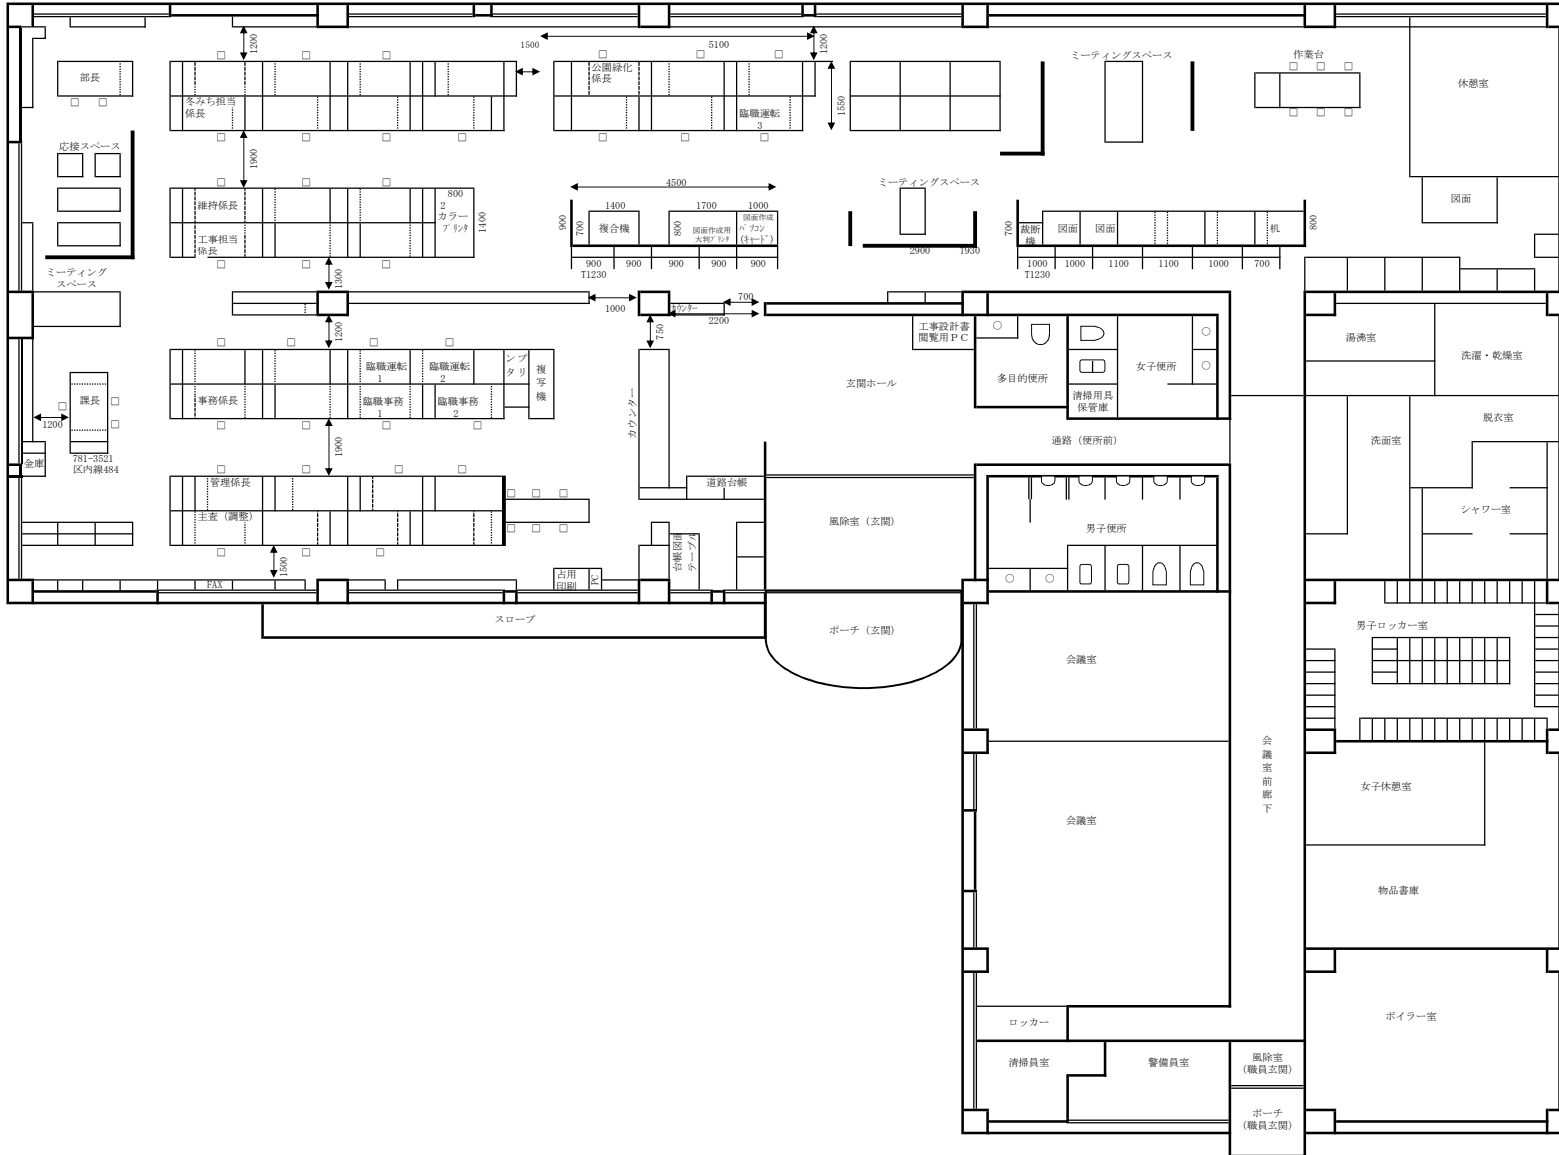 1200
1500
5100
1200
部長
冬みち担当
係長
公園緑化
係長
臨職運転
3
1550
ミーティングスペース
作業台
休憩室
応接スペース
1900
維持係長
工事担当
係長
800
2
カラー
プリンタ
1400
4500
900
700
1400
複合機
800
1700
図面作成用
大判プリンタ
1000
図面作成
パソコン
(キャード)
900
900
900
900
900
T1230
ミーティングスペース
2900
1930
700
裁断
機
図面
図面
机
800
1000
1000
1100
1100
1000
700
T1230
図面
ミーティング
スペース
1300
1000
カウンター
700
2200
1200
750
工事設計書
閲覧用PC
多目的便所
清掃用具
保管庫
女子便所
湯沸室
洗濯・乾燥室
臨職運転
1
臨職運転
2
複写機
事務係長
臨職事務
1
臨職事務
2
カウンター
玄関ホール
通路(便所前)
洗面室
脱衣室
課長
1200
781-3521
区内線484
金庫
1900
管理係長
主査(調整)
道路台帳
風除室(玄関)
男子便所
シャワー室
台帳図面
テーブル
1500
FAX
占用
印刷
PC
スロープ
ポーチ(玄関)
会議室
男子ロッカー室
会議室前廊下
女子休憩室
会議室
物品書庫
ロッカー
ボイラー室
清掃員室
警備員室
風除室
(職員玄関)
ポーチ
(職員玄関)